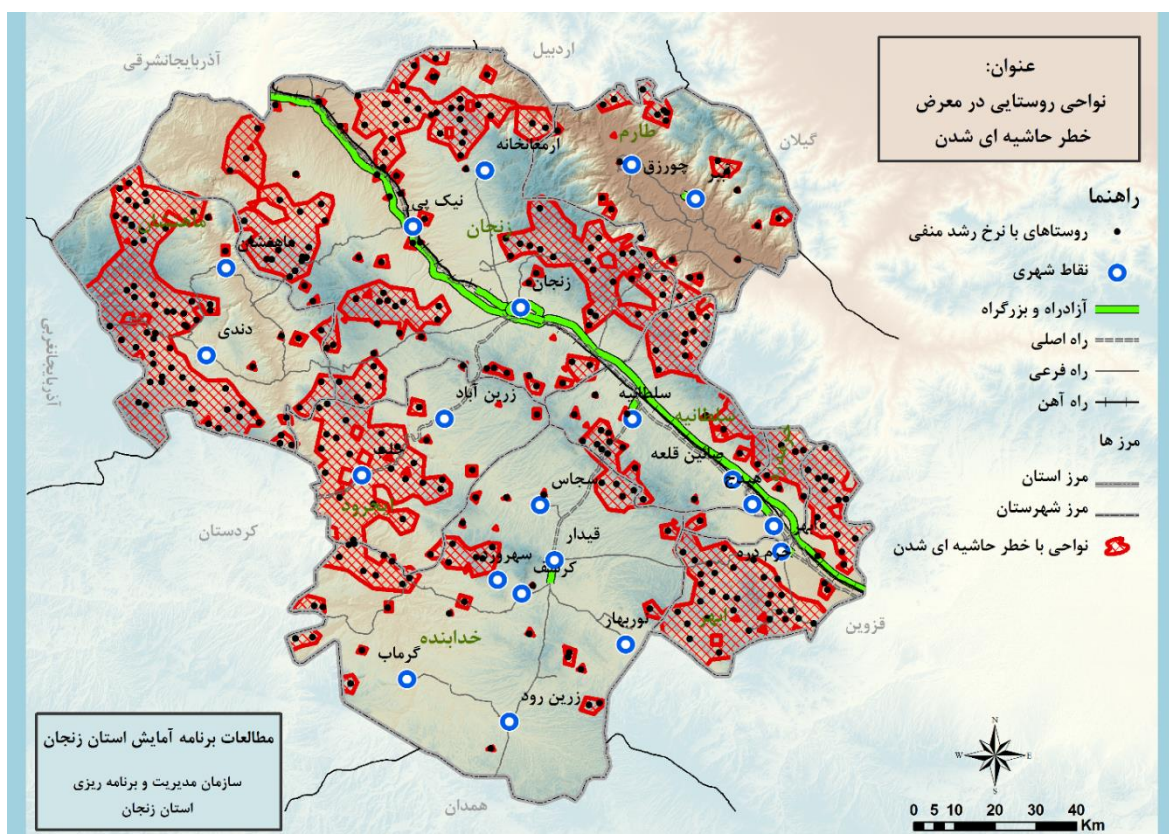 عنوان:
نواحی روستایی در معرض
خطر حاشیه ای شدن
راهنما
روستاهای با نرخ رشد منفی
نقاط شهری
آزادراه و بزرگراه
راه اصلی
راه فرعی
راه آهن
مرز ها
مرز استان
مرز شهرستان
نواحی با خطر حاشیه ای شدن
اردبیل
آذربایجانشرقی
گیلان
طارم
ارمغانخانه
چورزق
نیک پی
زنجان
ماهنشان
زنجان
دندی
آذربایجانغربی
سلطانیه
زرین آباد
سلطانیه
صائین قلعه
هیدج
سجاس
ابهر
کردستان
قیدار
خرم دره
سهرورد
کرسف
قزوین
ابهر
نوربهار
خدابنده
گرماب
زرین رود
همدان
مطالعات برنامه آمایش استان زنجان
سازمان مدیریت و برنامه ریزی
استان زنجان
N
W E
S
0 5 10 20 30 40
Km